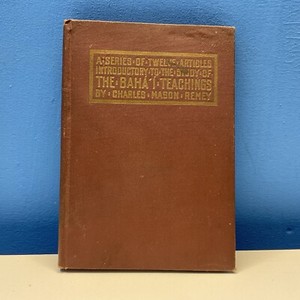 A·SERIES·OF·TWELVE·ARTICLES
INTRODUCTORY·TO·THE·STUDY·OF
THE·BAHA'I·TEACHINGS
BY·CHARLES·MASON·REMEY